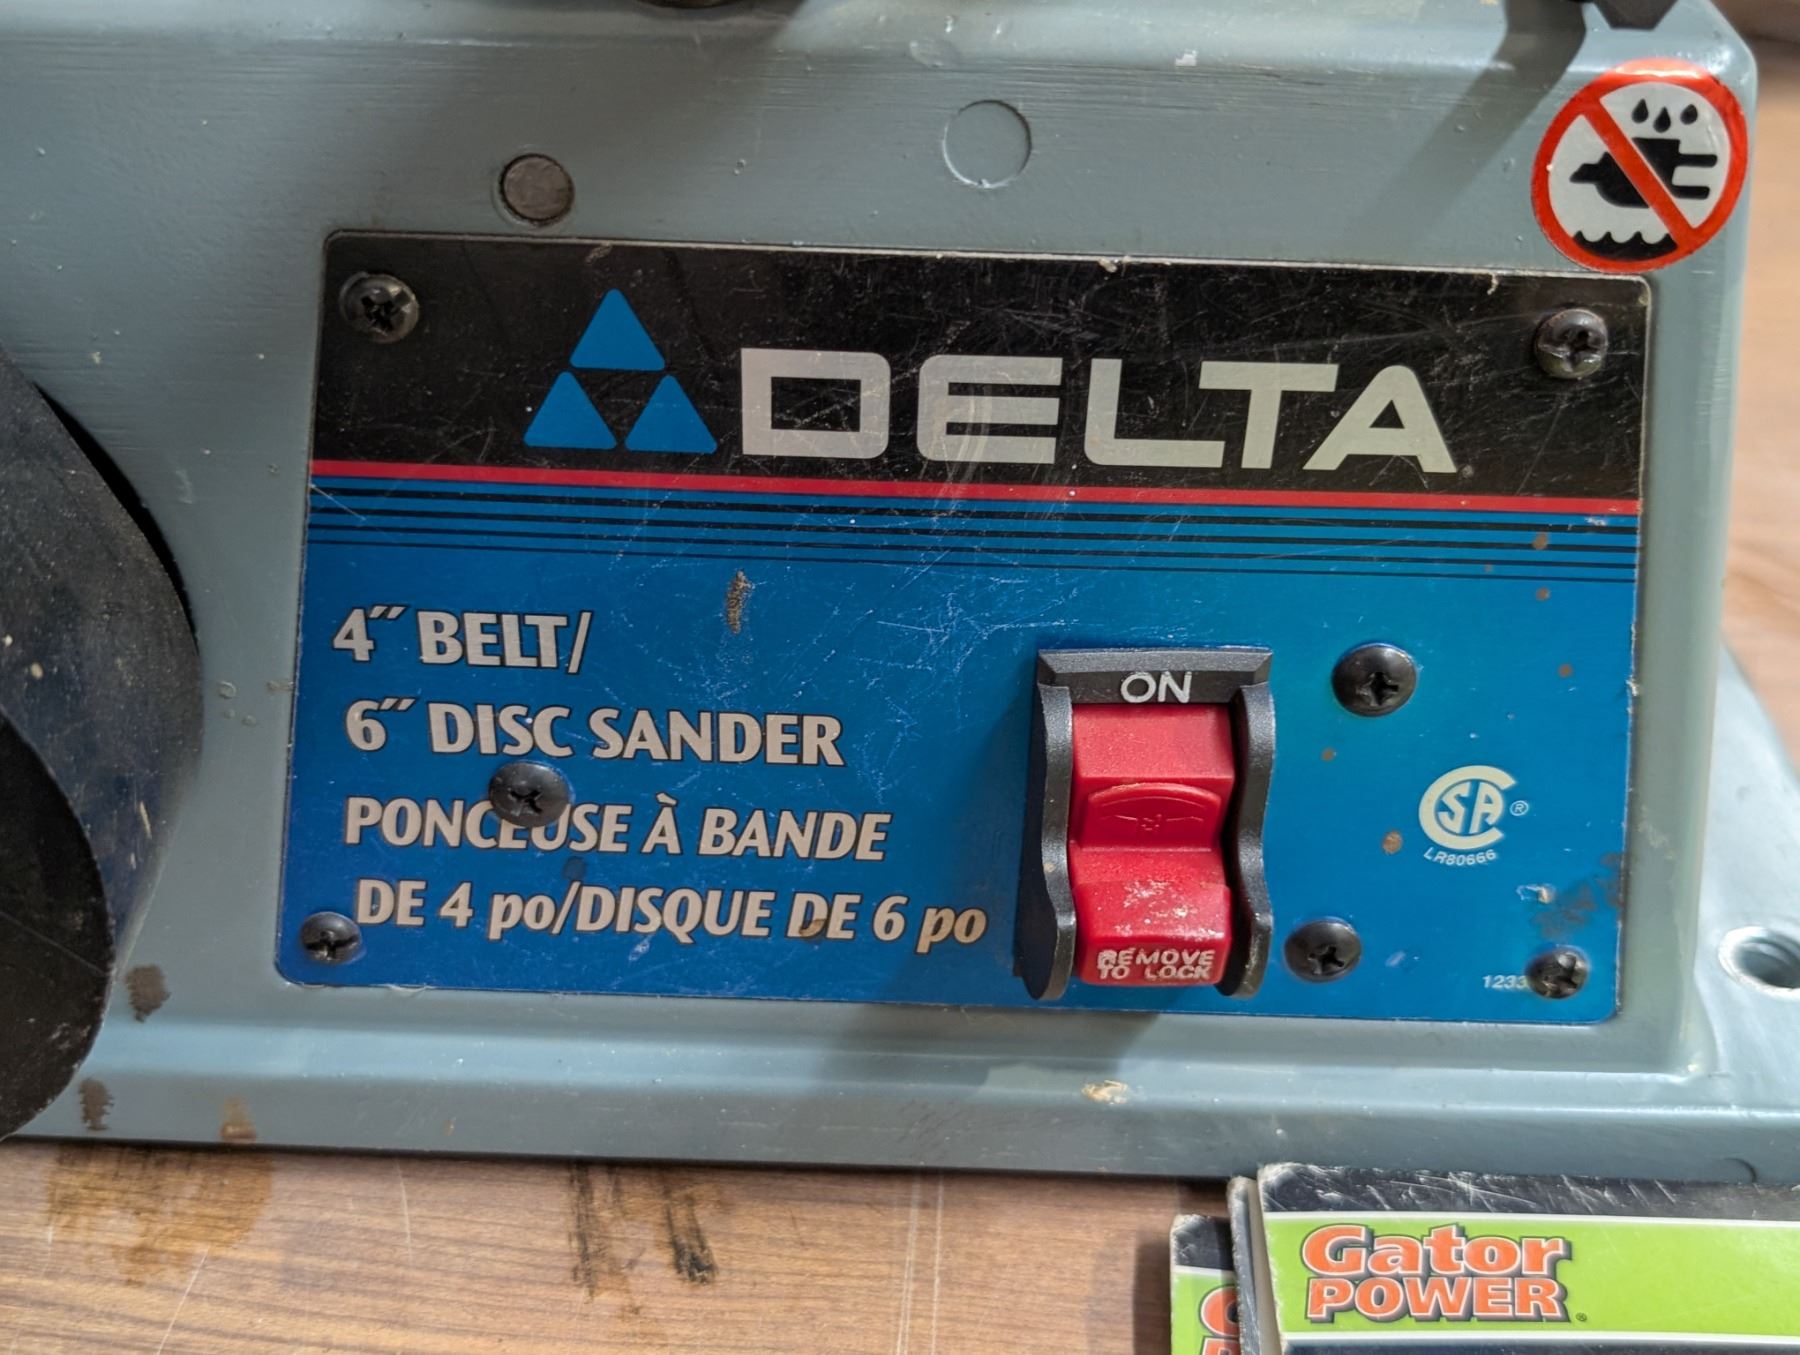 DELTA
4" BELT/
6" DISC SANDER
PONCEUSE À BANDE
DE 4 po/DISQUE DE 6 po
ON
REMOVE
TO LOCK
CSA®
LR80666
Gator
POWER